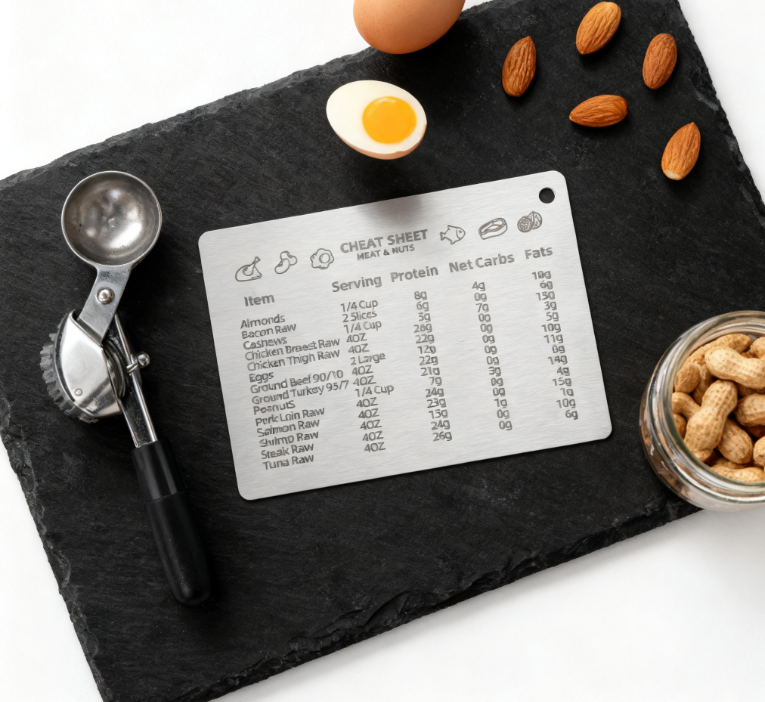 CHEAT SHEET
MEAT & NUTS
Item Serving Protein Net Carbs Fats
Almonds 1/4 Cup 8g 4g 18g
Bacon Raw 2 Slices 6g 0g 6g
Cashews 1/4 Cup 5g 7g 15g
Chicken Breast Raw 4OZ 26g 0g 3g
Chicken Thigh Raw 4OZ 22g 0g 5g
Eggs 2 Large 12g 0g 10g
Ground Beef 90/10 4OZ 22g 0g 11g
Ground Turkey 93/7 4OZ 21g 0g
Peanuts 1/4 Cup 7g 3g 14g
Pork Loin Raw 4OZ 24g 0g 4g
Salmon Raw 4OZ 23g 0g 15g
Shrimp Raw 4OZ 13g 1g 1g
Steak Raw 4OZ 24g 0g 10g
Tuna Raw 4OZ 26g 0g 6g